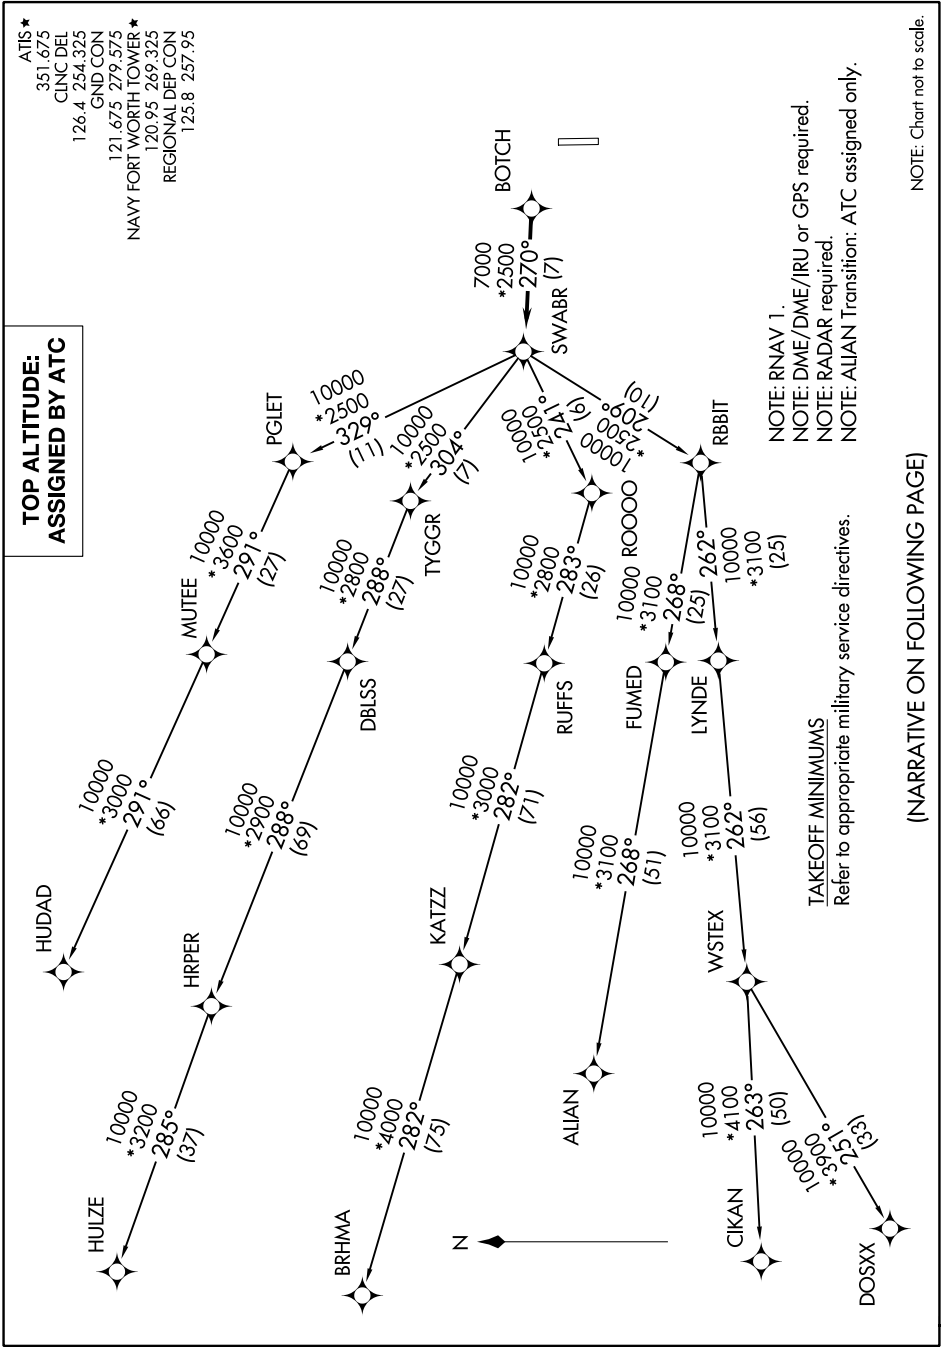 TOP ALTITUDE:
ASSIGNED BY ATC
ATIS ★
351.675
CLNC DEL
126.4 254.325
GND CON
121.675 279.575
NAVY FORT WORTH TOWER ★
120.95 269.325
REGIONAL DEP CON
125.8 257.95
HUDAD
10000
*3000
291°
(66)
MUTEE
10000
*3600
291°
(27)
PGLET
10000
*2500
329°
(11)
HULZE
10000
*3200
285°
(37)
HRPER
10000
*2900
288°
(69)
DBLSS
10000
*2800
288°
(27)
TYGGR
10000
*2500
304°
(7)
BOTCH
7000
*2500
270°
(7)
SWABR
BRHMA
10000
*4000
282°
(75)
KATZZ
10000
*3000
282°
(71)
RUFFS
10000
*2800
283°
(26)
ROOOO
10000
*2500
241°
(6)
ALIAN
10000
*3100
268°
(51)
FUMED
10000
*3100
268°
(25)
RBBIT
10000
*2500
209°
(10)
N
CIKAN
10000
*4100
263°
(50)
WSTEX
10000
*3100
262°
(56)
LYNDE
262°
10000
*3100
(25)
DOSXX
10000
*3900
251°
(33)
NOTE: RNAV 1.
NOTE: DME/DME/IRU or GPS required.
NOTE: RADAR required.
NOTE: ALIAN Transition: ATC assigned only.
TAKEOFF MINIMUMS
Refer to appropriate military service directives.
(NARRATIVE ON FOLLOWING PAGE)
NOTE: Chart not to scale.